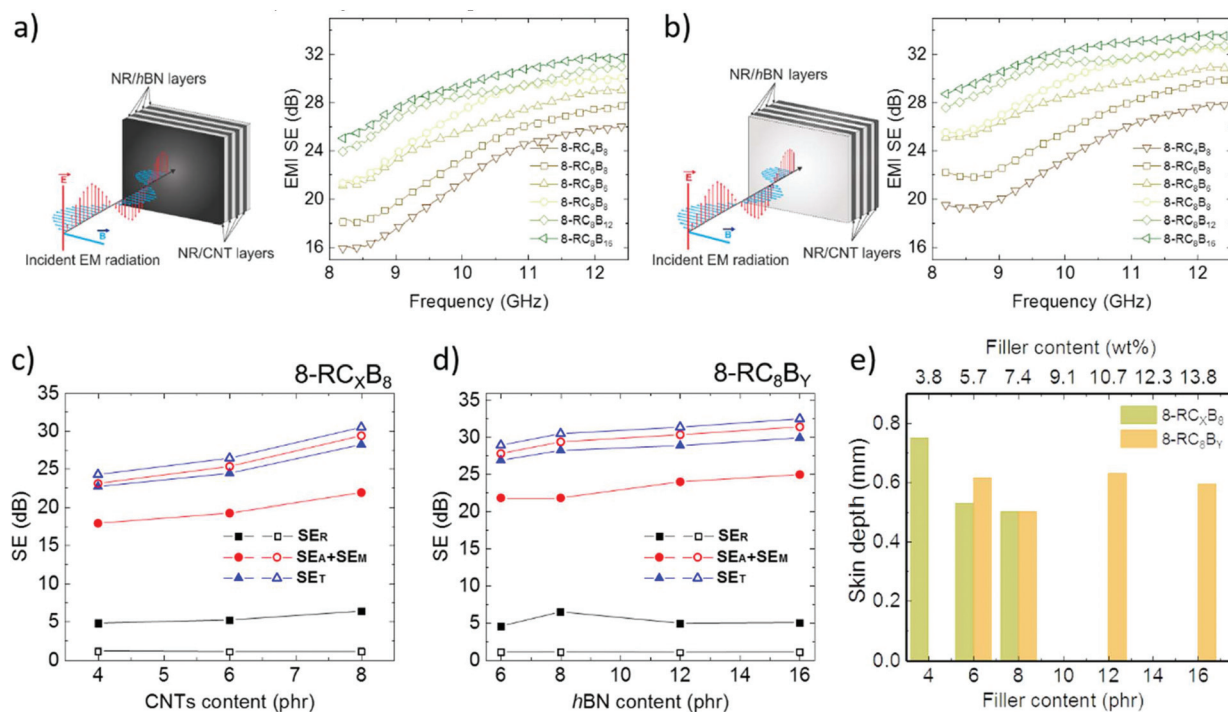 a)
NR/hBN layers
E
B
Incident EM radiation
NR/CNT layers
EMI SE (dB)
32
28
24
20
16
8-RC4B8
8-RC6B8
8-RC8B6
8-RC8B8
8-RC8B12
8-RC8B16
8 9 10 11 12
Frequency (GHz)
b)
NR/hBN layers
E
B
Incident EM radiation
NR/CNT layers
EMI SE (dB)
32
28
24
20
16
8-RC4B8
8-RC6B8
8-RC8B6
8-RC8B8
8-RC8B12
8-RC8B16
8 9 10 11 12
Frequency (GHz)
c)
8-RCXB8
SE (dB)
35
30
25
20
15
10
5
0
SER
SEA+SEM
SET
4 5 6 7 8
CNTs content (phr)
d)
8-RC8BY
SE (dB)
35
30
25
20
15
10
5
0
SER
SEA+SEM
SET
6 8 10 12 14 16
hBN content (phr)
e)
Filler content (wt%)
3.8 5.7 7.4 9.1 10.7 12.3 13.8
Skin depth (mm)
0.8
0.6
0.4
0.2
0.0
8-RCXB8
8-RC8BY
4 6 8 10 12 14 16
Filler content (phr)